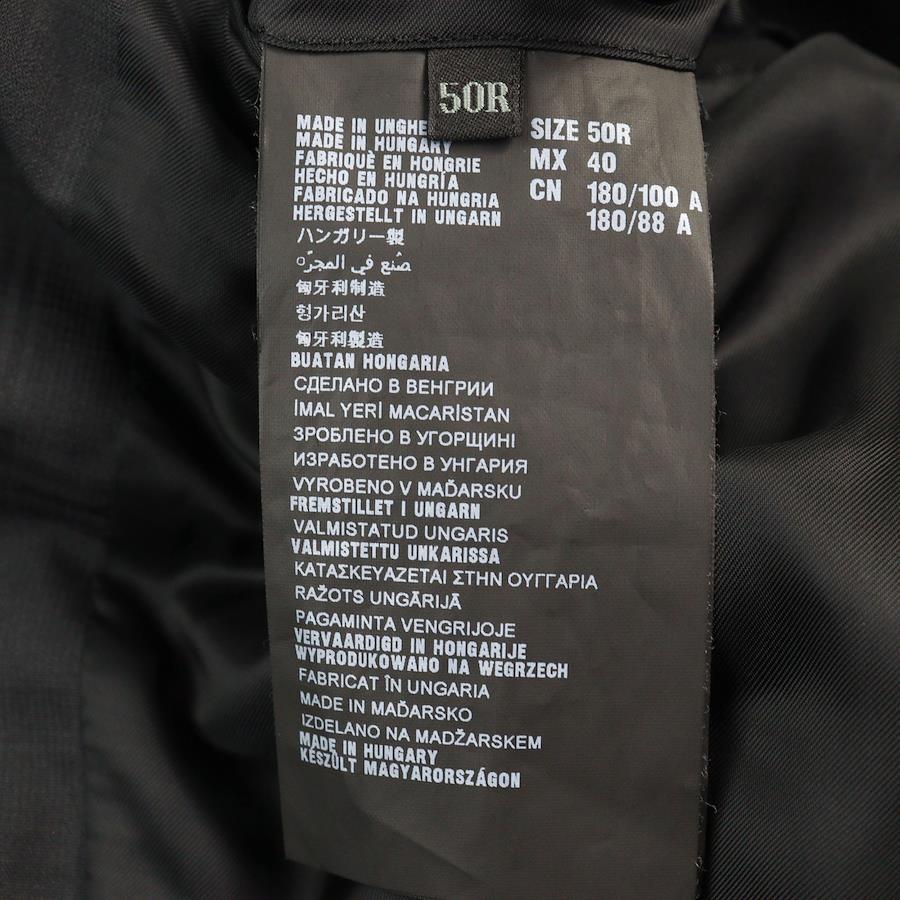 50R
MADE IN UNGHE
MADE IN HUNGARY
FABRIQUÈ EN HONGRIE
HECHO EN HUNGRÍA
FABRICADO NA HUNGRIA
HERGESTELLT IN UNGARN
ハンガリー製
صُنع في المجرّه
匈牙利制造
헝가리산
匈牙利製造
BUATAN HONGARIA
СДЕЛАНО В ВЕНГРИИ
İMAL YERİ MACARİSTAN
ЗРОБЛЕНО В УГОРЩИНІ
ИЗРАБОТЕНО В УНГАРИЯ
VYROBENO V MAĎARSKU
FREMSTILLET I UNGARN
VALMISTATUD UNGARIS
VALMISTETTU UNKARISSA
ΚΑΤΑΣΚΕΥΑΖΕΤΑΙ ΣΤΗΝ ΟΥΓΓΑΡΙΑ
RAŽOTS UNGĀRIJĀ
PAGAMINTA VENGRIJOJE
VERVAARDIGD IN HONGARIJE
WYPRODUKOWANO NA WEGRZECH
FABRICAT ÎN UNGARIA
MADE IN MAĎARSKO
IZDELANO NA MADŽARSKEM
MADE IN HUNGARY
KÉSZÜLT MAGYARORSZÁGON
SIZE 50R
MX 40
CN 180/100 A
180/88 A